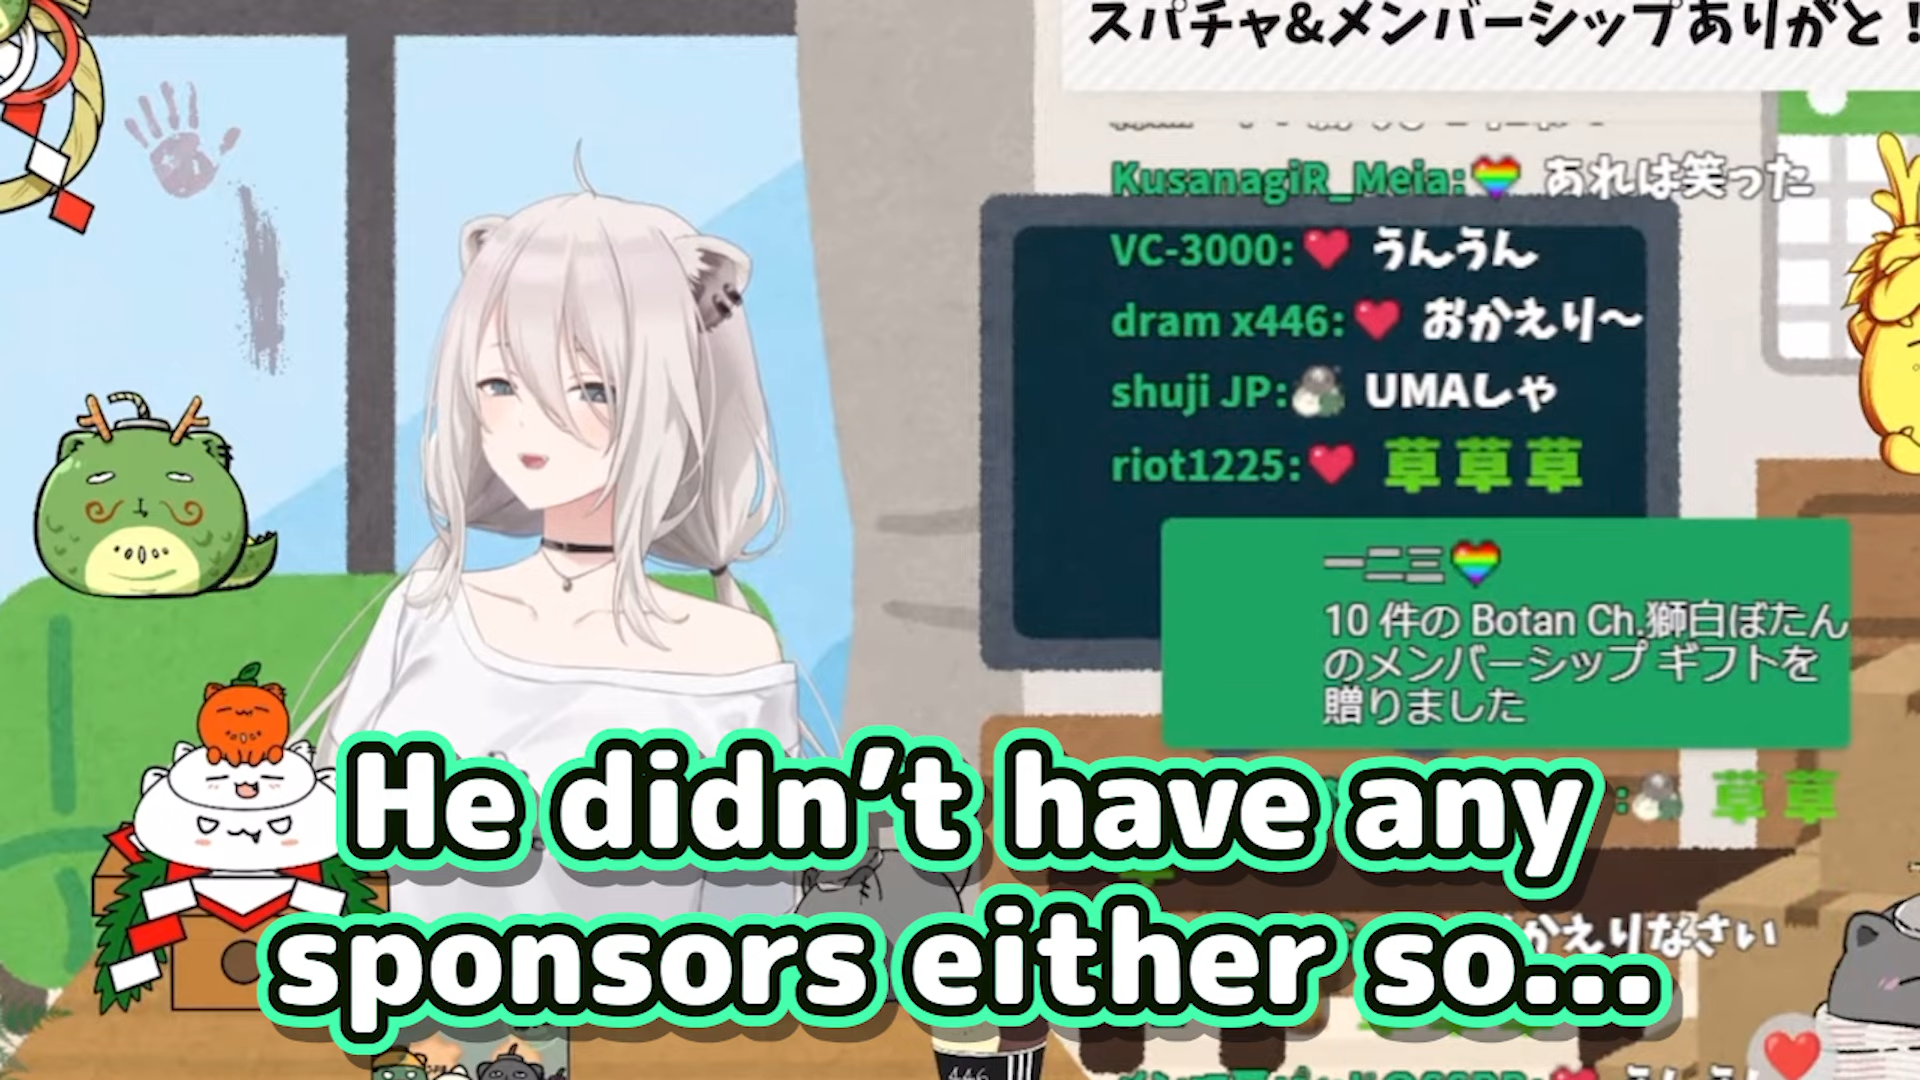 スパチャ&メンバーシップありがと!
KusanagiR_Meia: あれは笑った
VC-3000: うんうん
dram x446: おかえり〜
shuji JP: UMAしゃ
riot1225: 草草草
一二三
10 件の Botan Ch.獅白ぼたん
のメンバーシップ ギフトを
贈りました
: 草草
He didn't have any
かえりなさい
sponsors either so...
446